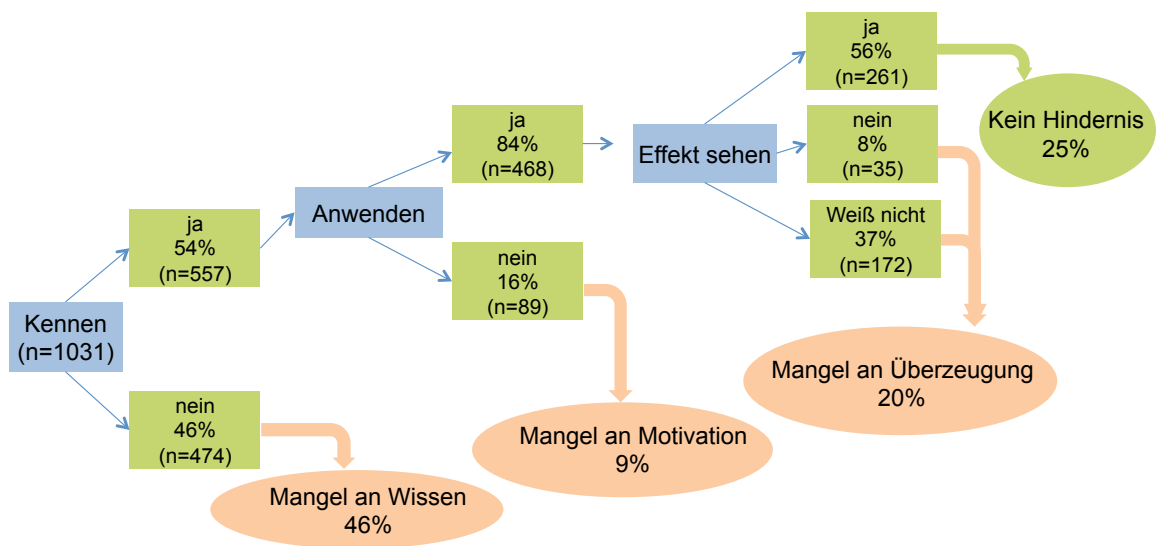 Kennen
(n=1031)
ja
54%
(n=557)
nein
46%
(n=474)
Mangel an Wissen
46%
Anwenden
ja
84%
(n=468)
nein
16%
(n=89)
Mangel an Motivation
9%
Effekt sehen
ja
56%
(n=261)
nein
8%
(n=35)
Weiß nicht
37%
(n=172)
Kein Hindernis
25%
Mangel an Überzeugung
20%